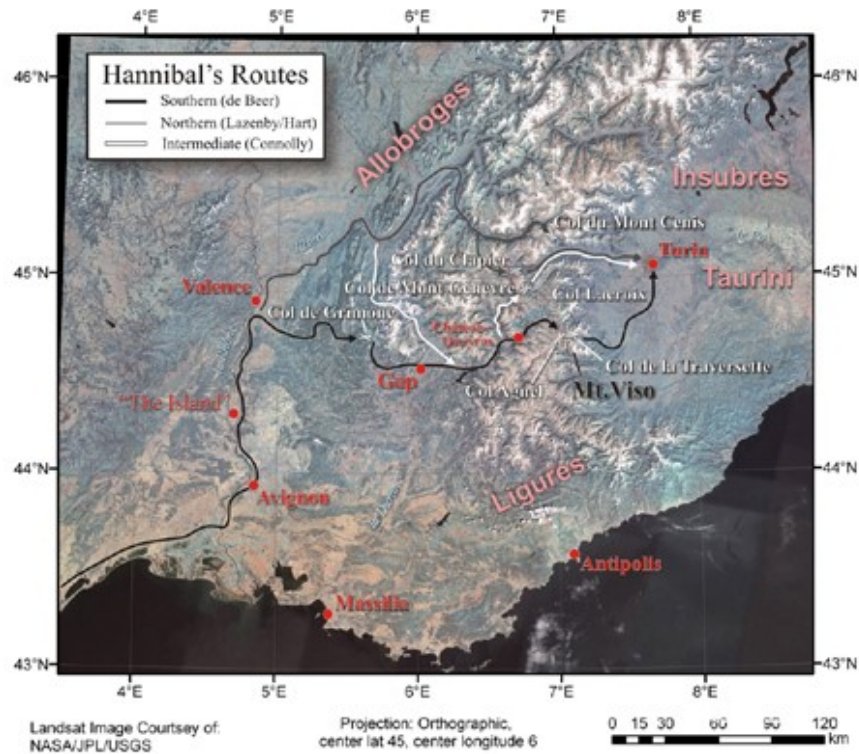 4°E 5°E 6°E 7°E 8°E
46°N
46°N
Hannibal's Routes
Southern (de Beer)
Northern (Lazenby/Hart)
Intermediate (Connolly)
Allobroges
Insubres
Col du Mont Cenis
45°N
45°N
Col du Clapier
Turin
Taurini
Valence
Col de Mont Genevre
Col Lacroix
Col de Grimone
Gap
Col Agnel
Col de la Traversette
Mt.Viso
"The Island"
44°N
44°N
Avignon
Ligures
Antipolis
Massilia
43°N
43°N
4°E 5°E 6°E 7°E 8°E
Landsat Image Courtsey of:
NASA/JPL/USGS
Projection: Orthographic,
center lat 45, center longitude 6
0 15 30 60 90 120
km